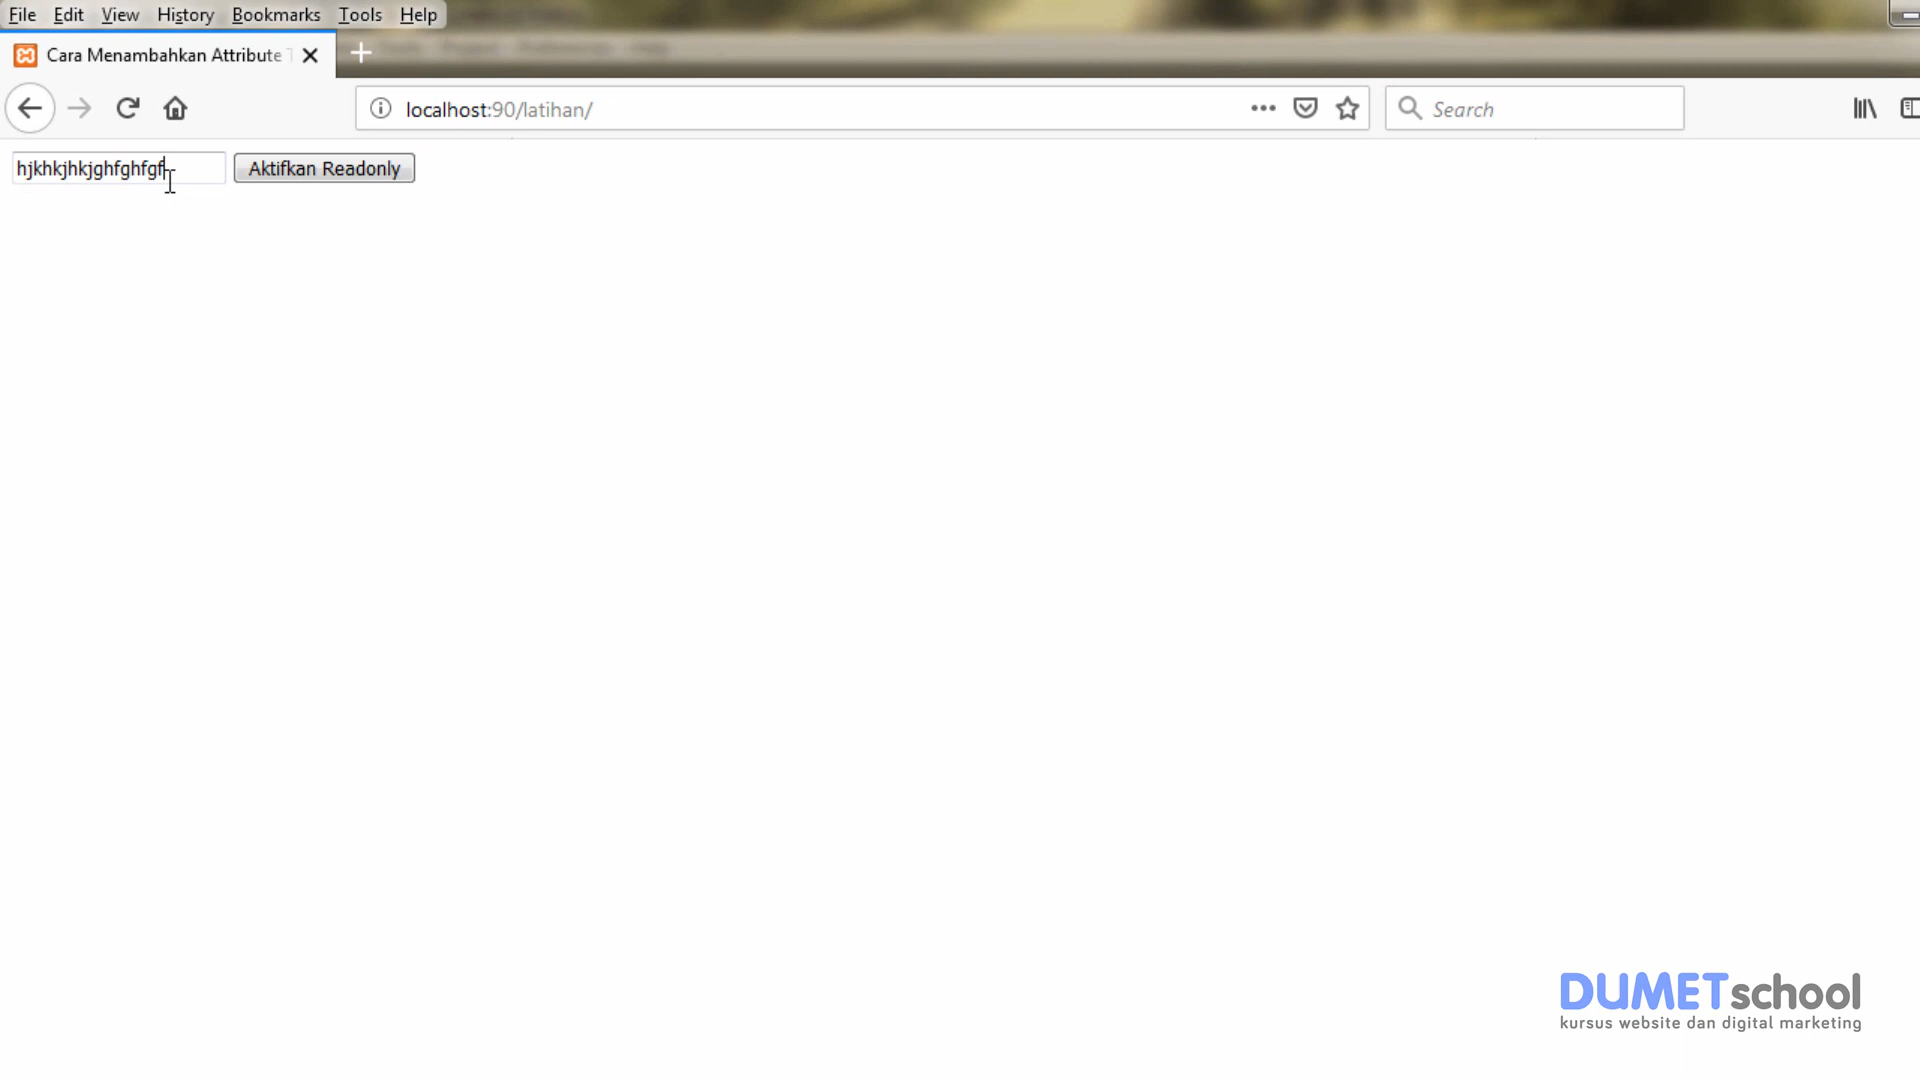 File Edit View History Bookmarks Tools Help
Cara Menambahkan Attribute
localhost:90/latihan/
Search
hjkhkjhkjghfghfgf
Aktifkan Readonly
DUMETschool
kursus website dan digital marketing